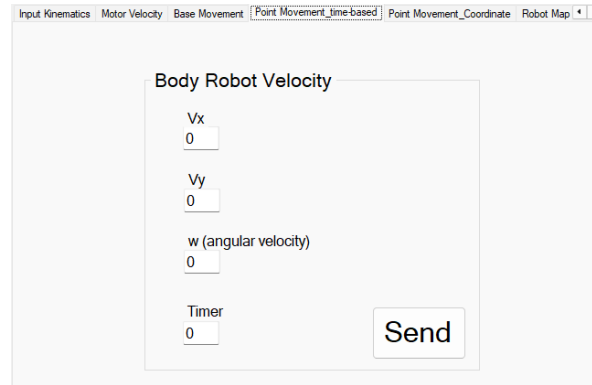 Input Kinematics Motor Velocity Base Movement Point Movement_time-based Point Movement_Coordinate Robot Map
Body Robot Velocity
Vx
0
Vy
0
w (angular velocity)
0
Timer
0
Send